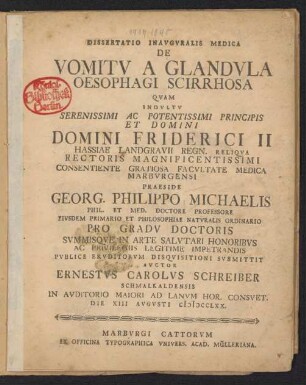 DISSERTATIO INAVGVRALIS MEDICA
DE
VOMITV A GLANDVLA
OESOPHAGI SCIRRHOSA
QVAM
INDVLTV
SERENISSIMI AC POTENTISSIMI PRINCIPIS
ET DOMINI
DOMINI FRIDERICI II
HASSIAE LANDGRAVII REGN. RELIQVA
RECTORIS MAGNIFICENTISSIMI
CONSENTIENTE GRATIOSA FACVLTATE MEDICA
MARBVRGENSI
PRAESIDE
GEORG. PHILIPPO MICHAELIS
PHIL. ET MED. DOCTORE PROFESSORE
EIVSDEM PRIMARIO ET PHILOSOPHIAE NATVRALIS ORDINARIO
PRO GRADV DOCTORIS
SVMMISQVE IN ARTE SALVTARI HONORIBVS
AC PRIVILEGIIS LEGITIME IMPETRANDIS
PVBLICE ERVDITORVM DISQVISITIONI SVBMITTIT
AVCTOR
ERNESTVS CAROLVS SCHREIBER
SCHMALKALDENSIS
IN AVDITORIO MAIORI AD LANVM HOR. CONSVET.
DIE XIII AVGVSTI CIↃIↃCCLXX.
MARBVRGI CATTORVM
EX OFFICINA TYPOGRAPHICA VNIVERS. ACAD. MÜLLERIANA.
Königl.
Bibliothek
Berlin